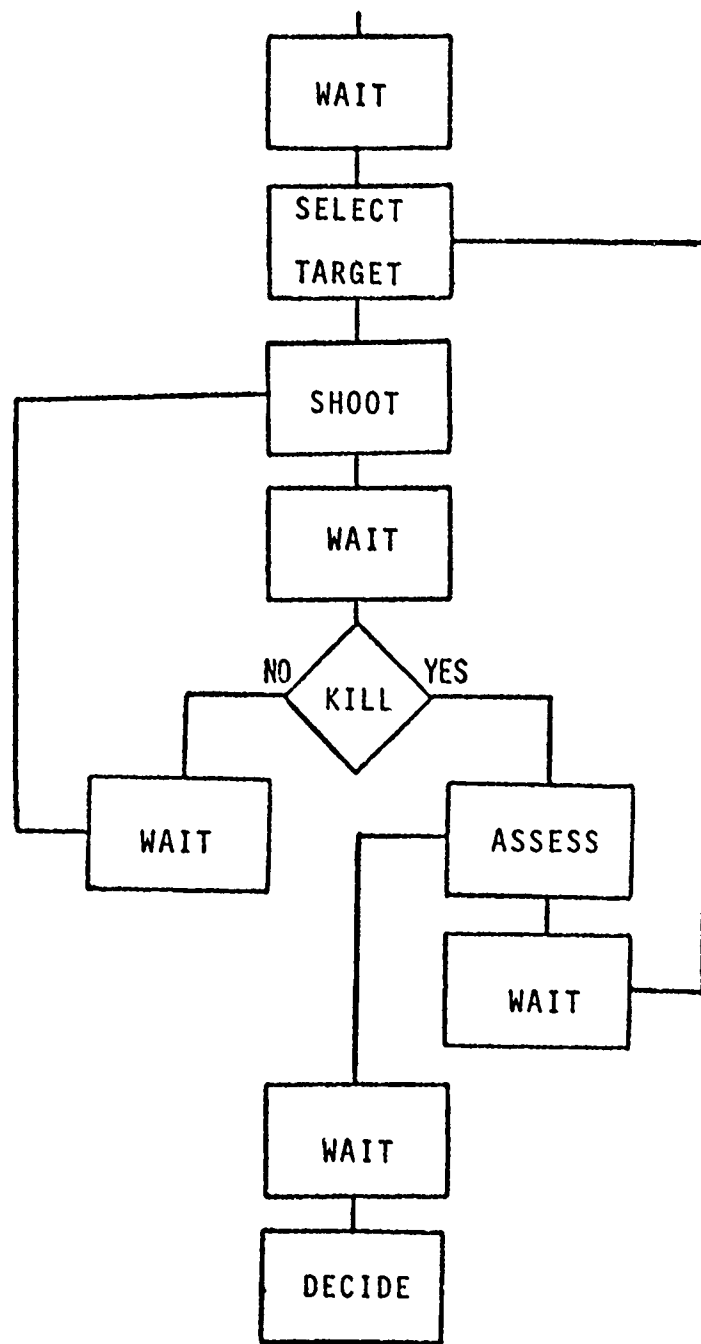 WAIT
SELECT
TARGET
SHOOT
WAIT
NO
YES
KILL
WAIT
ASSESS
WAIT
WAIT
DECIDE